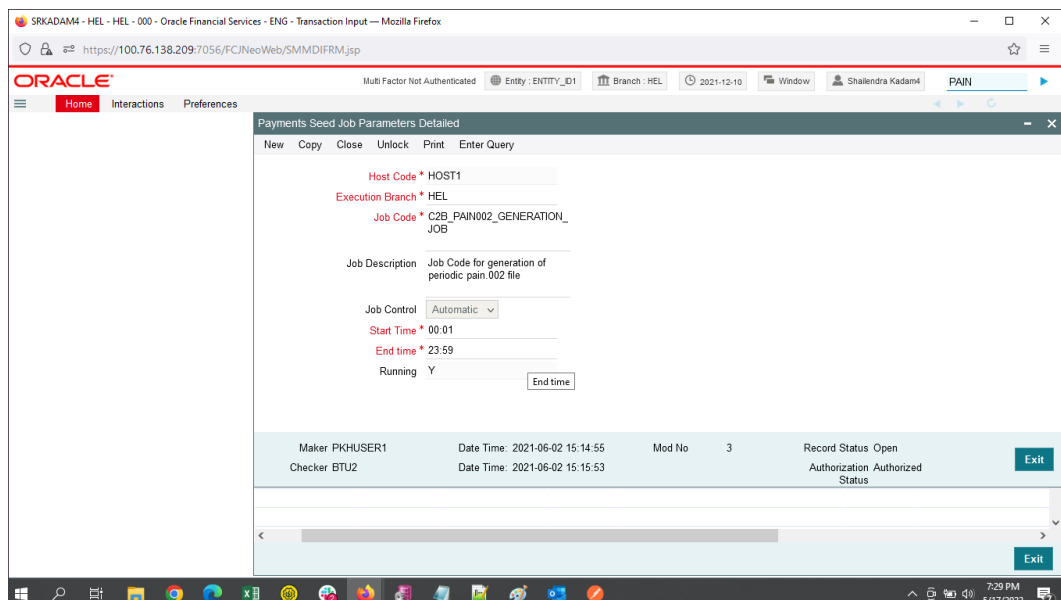 SRKADAM4 - HEL - HEL - 000 - Oracle Financial Services - ENG - Transaction Input — Mozilla Firefox
https://100.76.138.209:7056/FCJNeoWeb/SMMDIFRM.jsp
ORACLE Multi Factor Not Authenticated Entity : ENTITY_ID1 Branch : HEL 2021-12-10 Window Shailendra Kadam4 PAIN
Home Interactions Preferences
Payments Seed Job Parameters Detailed
New Copy Close Unlock Print Enter Query
Host Code * HOST1
Execution Branch * HEL
Job Code * C2B_PAIN002_GENERATION_
JOB
Job Description Job Code for generation of
periodic pain.002 file
Job Control Automatic
Start Time * 00:01
End time * 23:59
Running Y
End time
Maker PKHUSER1 Date Time: 2021-06-02 15:14:55 Mod No 3 Record Status Open
Exit
Checker BTU2 Date Time: 2021-06-02 15:15:53 Authorization Authorized
Status
Exit
7:29 PM
5/17/2022